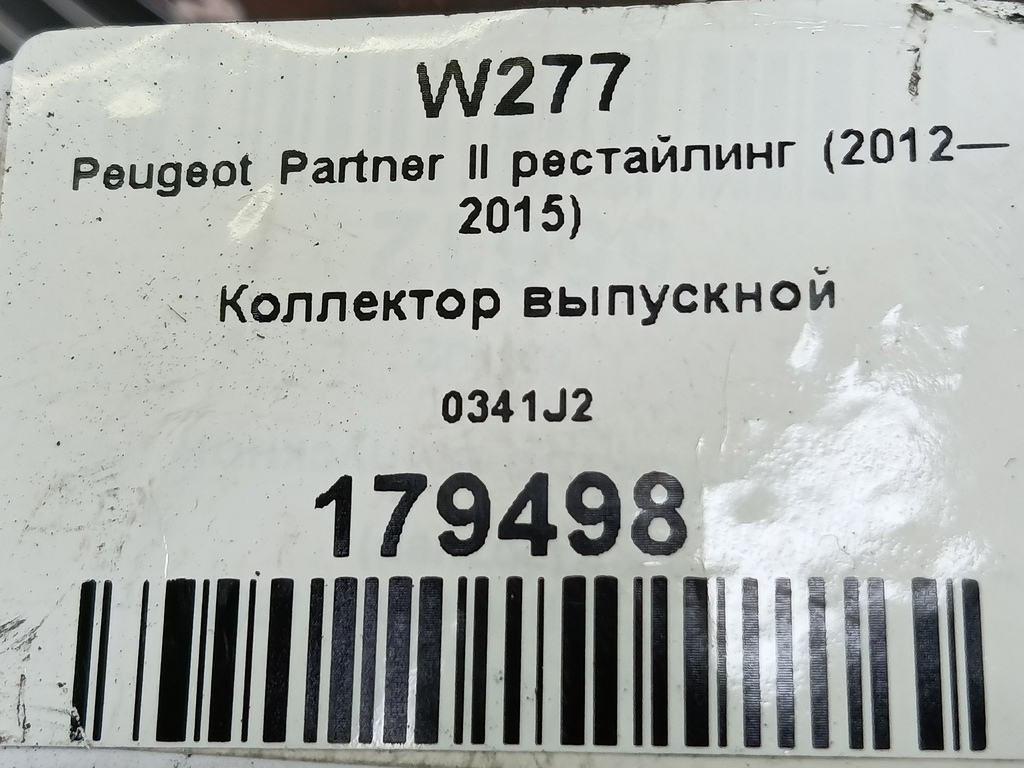 W277
Peugeot Partner II рестайлинг (2012—
2015)
Коллектор выпускной
0341J2
179498